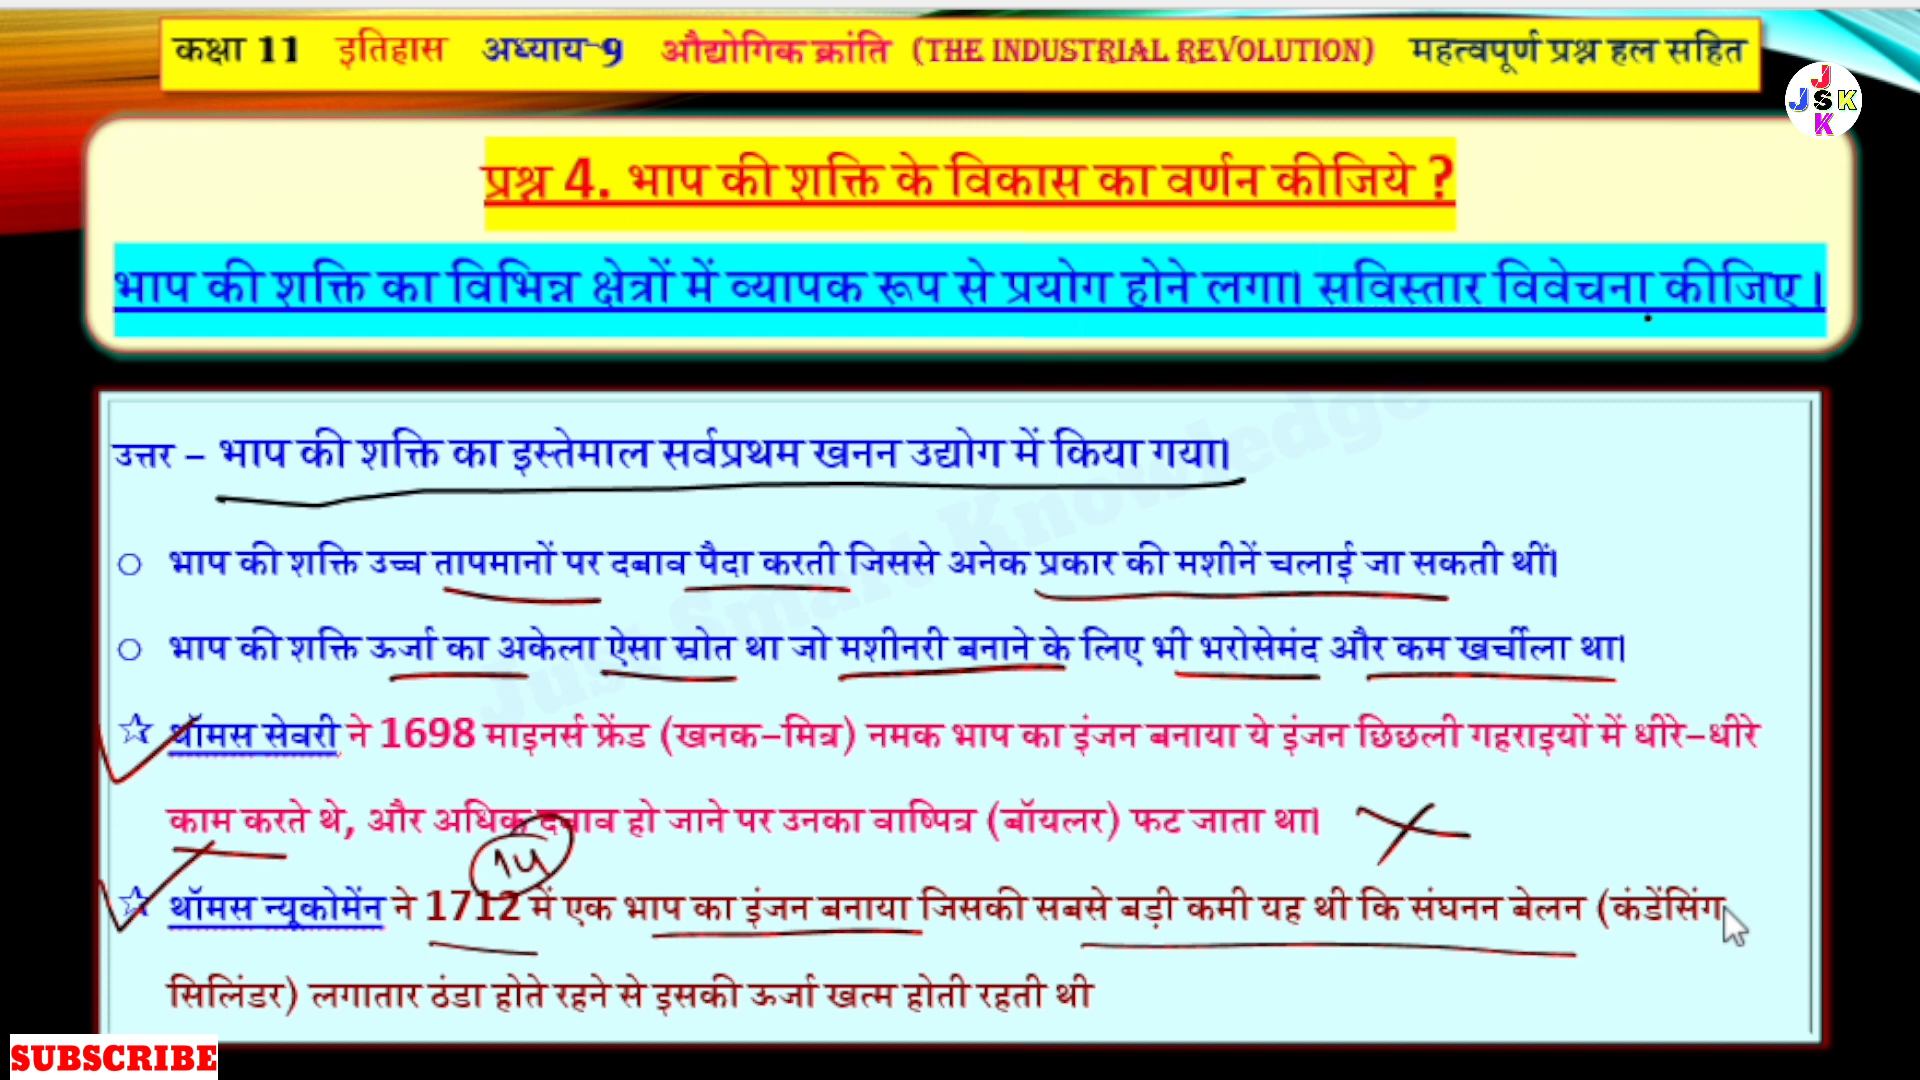 कक्षा 11 इतिहास अध्याय-9 औद्योगिक क्रांति (THE INDUSTRIAL REVOLUTION) महत्वपूर्ण प्रश्न हल सहित
J
J S K
K
प्रश्न 4. भाप की शक्ति के विकास का वर्णन कीजिये ?
भाप की शक्ति का विभिन्न क्षेत्रों में व्यापक रूप से प्रयोग होने लगा। सविस्तार विवेचना कीजिए।
उत्तर – भाप की शक्ति का इस्तेमाल सर्वप्रथम खनन उद्योग में किया गया।
○ भाप की शक्ति उच्च तापमानों पर दबाव पैदा करती जिससे अनेक प्रकार की मशीनें चलाई जा सकती थीं।
○ भाप की शक्ति ऊर्जा का अकेला ऐसा स्रोत था जो मशीनरी बनाने के लिए भी भरोसेमंद और कम खर्चीला था।
☆ थॉमस सेवरी ने 1698 माइनर्स फ्रेंड (खनक-मित्र) नमक भाप का इंजन बनाया ये इंजन छिछली गहराइयों में धीरे-धीरे
काम करते थे, और अधिक दबाव हो जाने पर उनका वाष्पित्र (बॉयलर) फट जाता था।
14
☆ थॉमस न्यूकोमेंन ने 1712 में एक भाप का इंजन बनाया जिसकी सबसे बड़ी कमी यह थी कि संघनन बेलन (कंडेंसिंग
सिलिंडर) लगातार ठंडा होते रहने से इसकी ऊर्जा खत्म होती रहती थी
Just Smart Knowledge
SUBSCRIBE